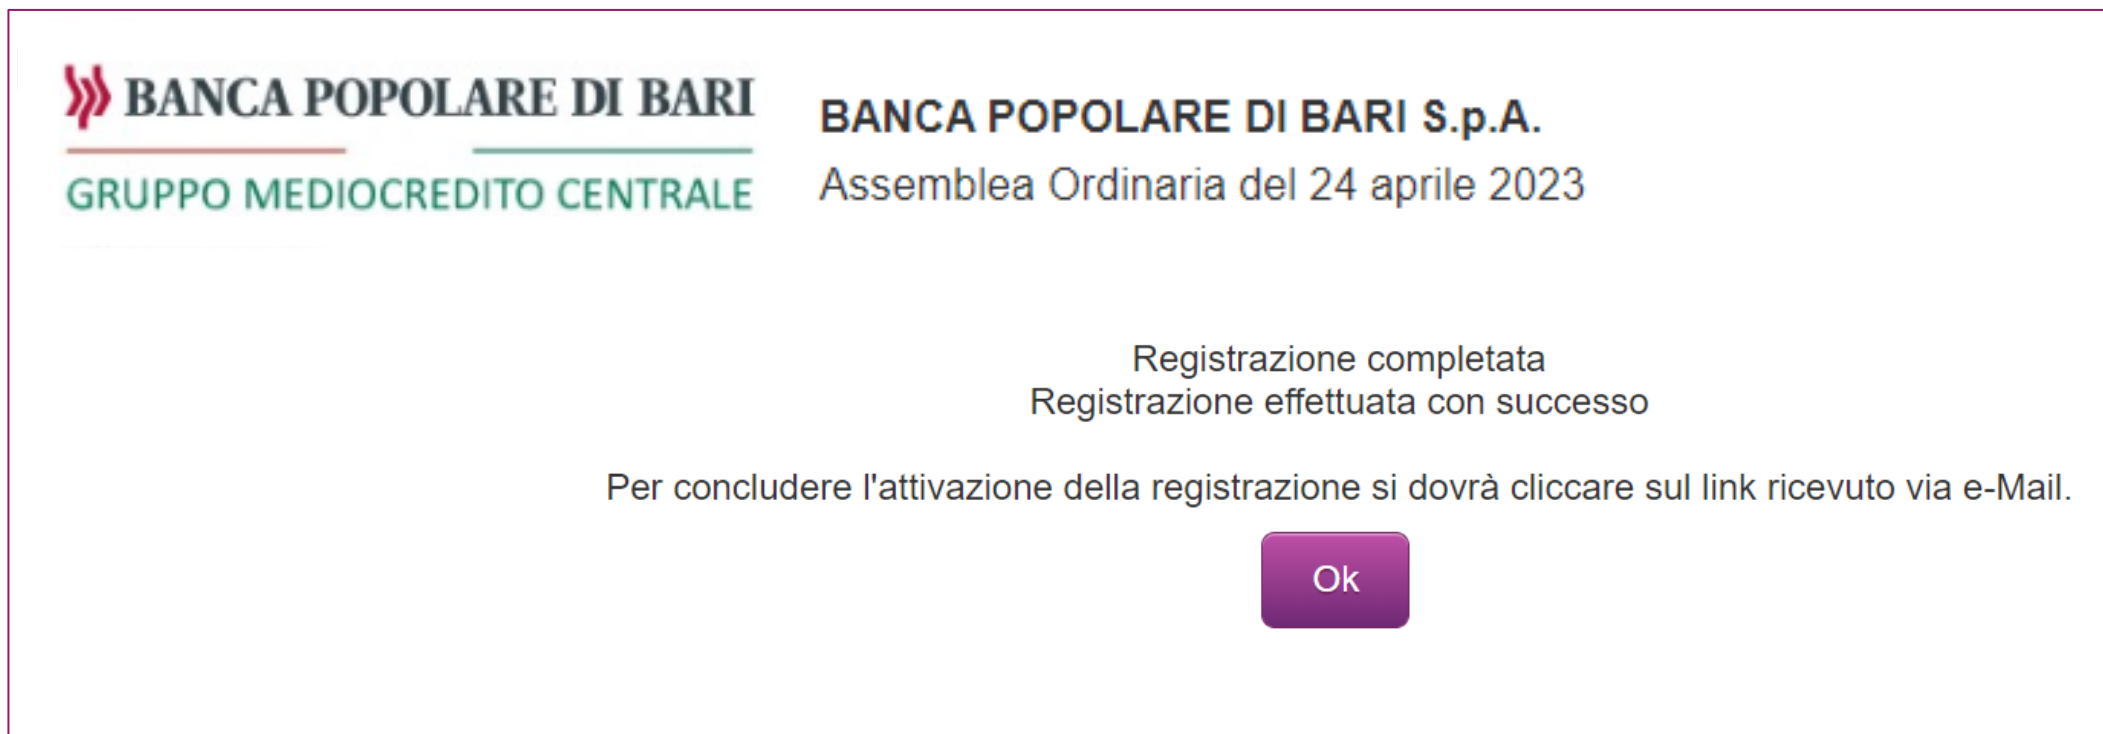 BANCA POPOLARE DI BARI
GRUPPO MEDIOCREDITO CENTRALE
BANCA POPOLARE DI BARI S.p.A.
Assemblea Ordinaria del 24 aprile 2023
Registrazione completata
Registrazione effettuata con successo
Per concludere l'attivazione della registrazione si dovrà cliccare sul link ricevuto via e-Mail.
Ok